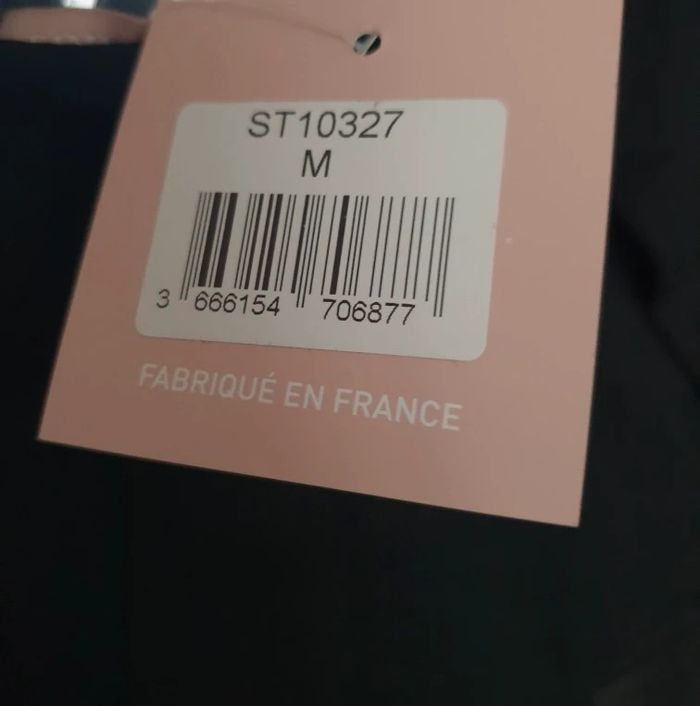 ST10327
M
3 666154 706877
FABRIQUÉ EN FRANCE